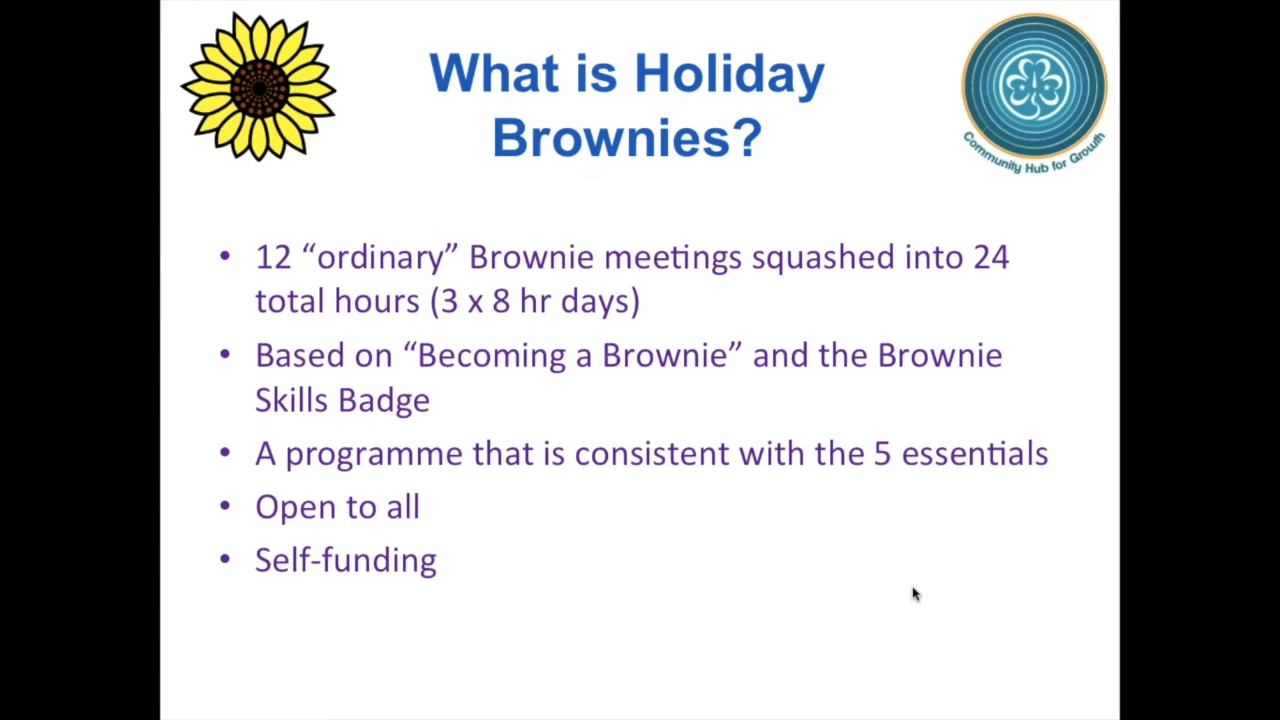 What is Holiday
Brownies?
Community Hub for Growth
• 12 “ordinary” Brownie meetings squashed into 24
total hours (3 x 8 hr days)
• Based on “Becoming a Brownie” and the Brownie
Skills Badge
• A programme that is consistent with the 5 essentials
• Open to all
• Self-funding